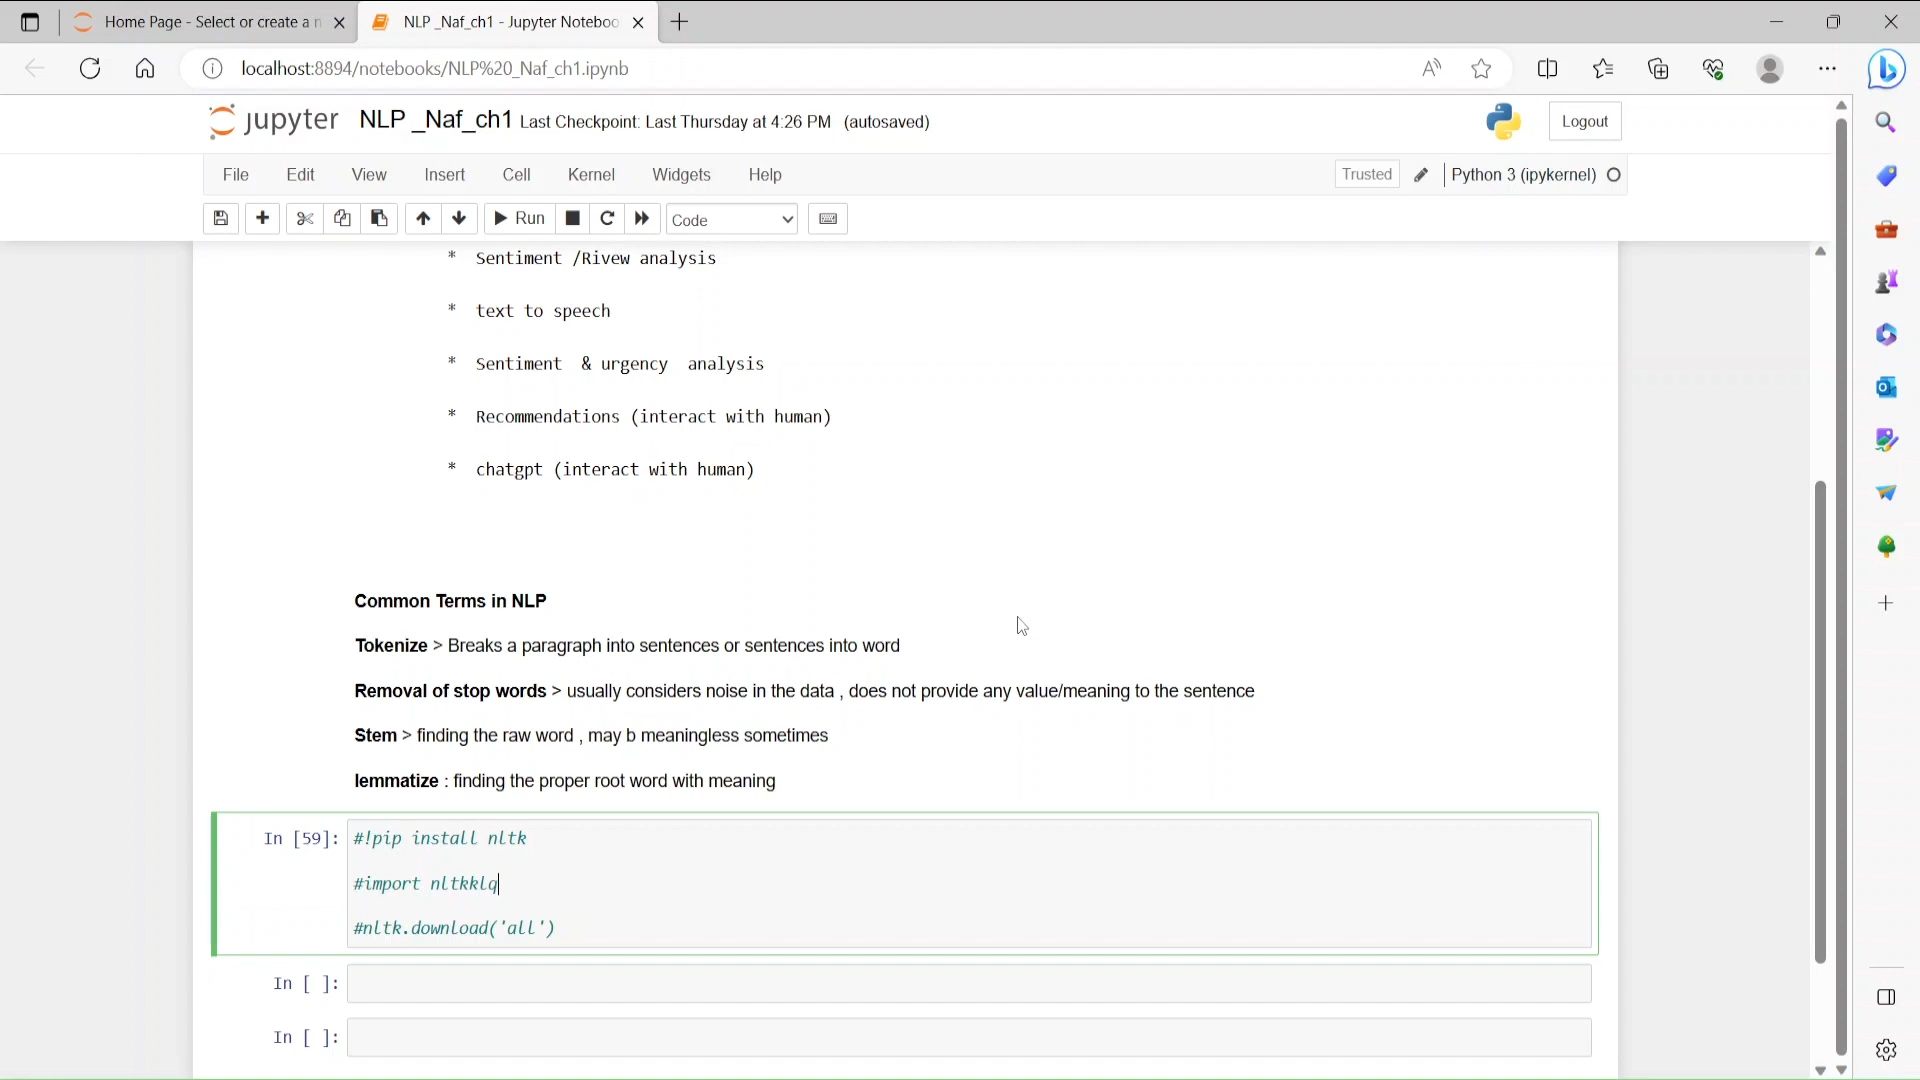 Home Page - Select or create a n
NLP _Naf_ch1 - Jupyter Noteboo
localhost:8894/notebooks/NLP%20_Naf_ch1.ipynb
jupyter NLP _Naf_ch1 Last Checkpoint: Last Thursday at 4:26 PM (autosaved)
Logout
File Edit View Insert Cell Kernel Widgets Help
Trusted
Python 3 (ipykernel)
Run
Code
* Sentiment /Rivew analysis
* text to speech
* Sentiment & urgency analysis
* Recommendations (interact with human)
* chatgpt (interact with human)
Common Terms in NLP
Tokenize > Breaks a paragraph into sentences or sentences into word
Removal of stop words > usually considers noise in the data , does not provide any value/meaning to the sentence
Stem > finding the raw word , may b meaningless sometimes
lemmatize : finding the proper root word with meaning
In [59]: #!pip install nltk
#import nltkklq
#nltk.download('all')
In [ ]:
In [ ]: